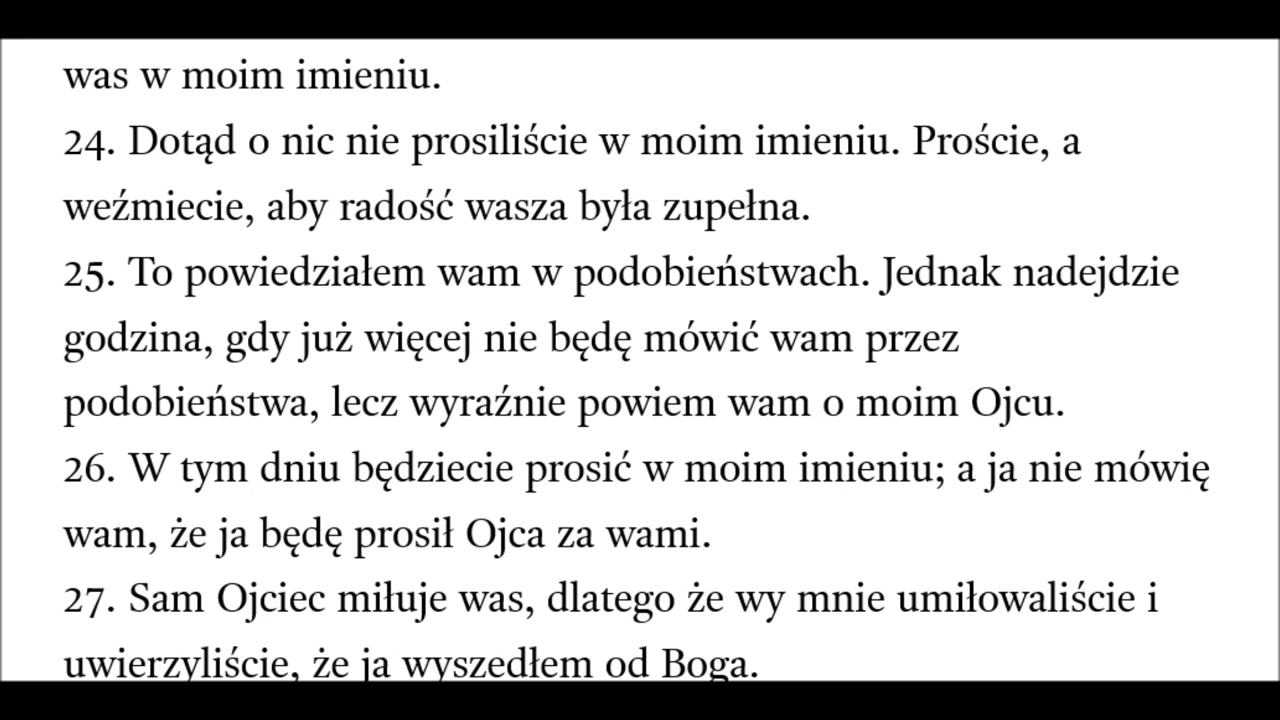 was w moim imieniu.
24. Dotąd o nic nie prosiliście w moim imieniu. Proście, a
weźmiecie, aby radość wasza była zupełna.
25. To powiedziałem wam w podobieństwach. Jednak nadejdzie
godzina, gdy już więcej nie będę mówić wam przez
podobieństwa, lecz wyraźnie powiem wam o moim Ojcu.
26. W tym dniu będziecie prosić w moim imieniu; a ja nie mówię
wam, że ja będę prosił Ojca za wami.
27. Sam Ojciec miłuje was, dlatego że wy mnie umiłowaliście i
uwierzyliście, że ja wyszedłem od Boga.